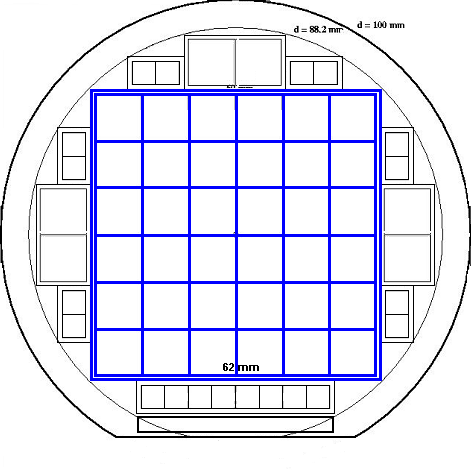 d = 100 mm
d = 88.2 mm
62 mm